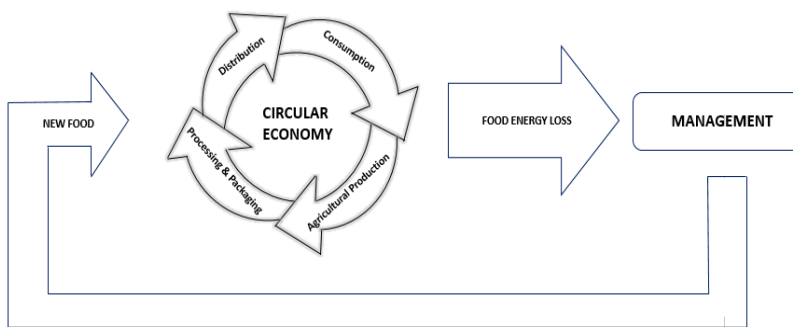 Distribution
Consumption
CIRCULAR
ECONOMY
NEW FOOD
FOOD ENERGY LOSS
MANAGEMENT
Processing & Packaging
Agricultural Production